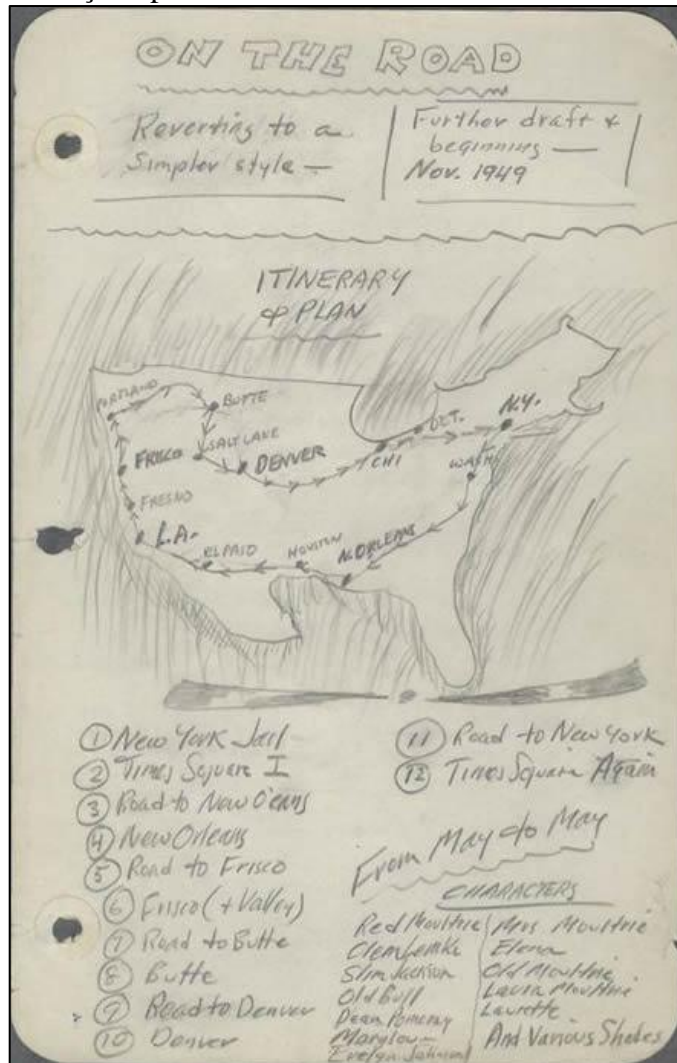 ON THE ROAD
Reverting to a
Simpler style —
Further draft +
beginning —
Nov. 1949
ITINERARY
& PLAN
PORTLAND
BUTTE
DET.
N.Y.
FRISCO
SALT LAKE
DENVER
CHI
WASH.
FRESNO
L.A.
EL PASO
HOUSTON
N. ORLEANS
① New York Jail
② Times Square I
③ Road to New O'leans
④ New Orleans
⑤ Road to Frisco
⑥ Frisco (+ Valley)
⑦ Road to Butte
⑧ Butte
⑨ Road to Denver
⑩ Denver
⑪ Road to New York
⑫ Times Square Again
From May to May
CHARACTERS
Red Moultrie
Clem
Slim Jackson
Old Bull
Dean Pomeray
Marylou —
Evelyn Johnson
Mrs Moultrie
Elena
Old Moultrie
Laura Moultrie
Laurette
And Various Shades